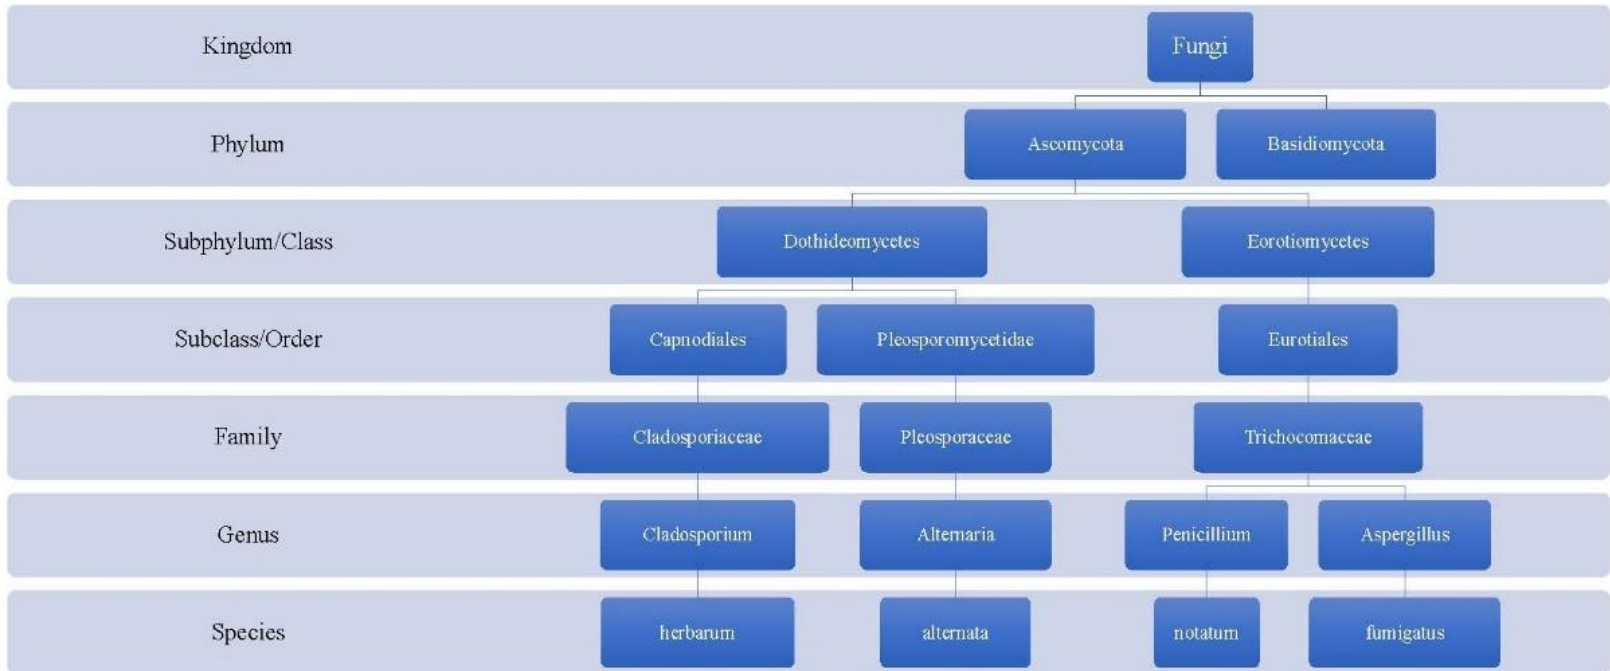 Kingdom
Fungi
Phylum
Ascomycota
Basidiomycota
Subphylum/Class
Dothideomycetes
Eorotiomycetes
Subclass/Order
Capnodiales
Pleosporomycetidae
Eurotiales
Family
Cladosporiaceae
Pleosporaceae
Trichocomaceae
Genus
Cladosporium
Alternaria
Penicillium
Aspergillus
Species
herbarum
alternata
notatum
fumigatus